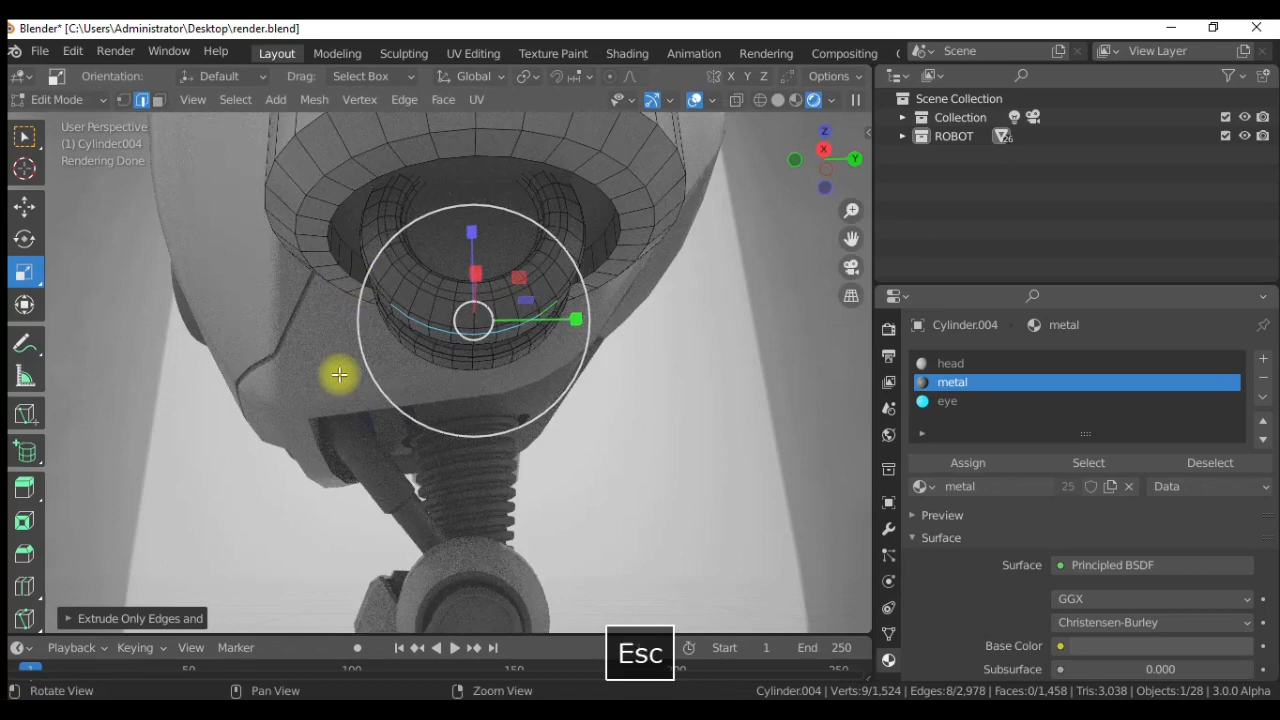 Blender* [C:\Users\Administrator\Desktop\render.blend]
File Edit Render Window Help Layout Modeling Sculpting UV Editing Texture Paint Shading Animation Rendering Compositing Scene View Layer
Orientation: Default Drag: Select Box Global X Y Z Options
Edit Mode View Select Add Mesh Vertex Edge Face UV
User Perspective
(1) Cylinder.004
Rendering Done
Z
X
Y
Scene Collection
Collection
ROBOT 26
Cylinder.004 metal
head
metal
eye
Assign Select Deselect
metal 25 Data
Preview
Surface
Surface Principled BSDF
GGX
Christensen-Burley
Base Color
Subsurface 0.000
Extrude Only Edges and
Esc
Playback Keying View Marker 1 Start 1 End 250
1 100 150 200 250
Rotate View Pan View Zoom View Cylinder.004 | Verts:9/1,524 | Edges:8/2,978 | Faces:0/1,458 | Tris:3,038 | Objects:1/28 | 3.0.0 Alpha